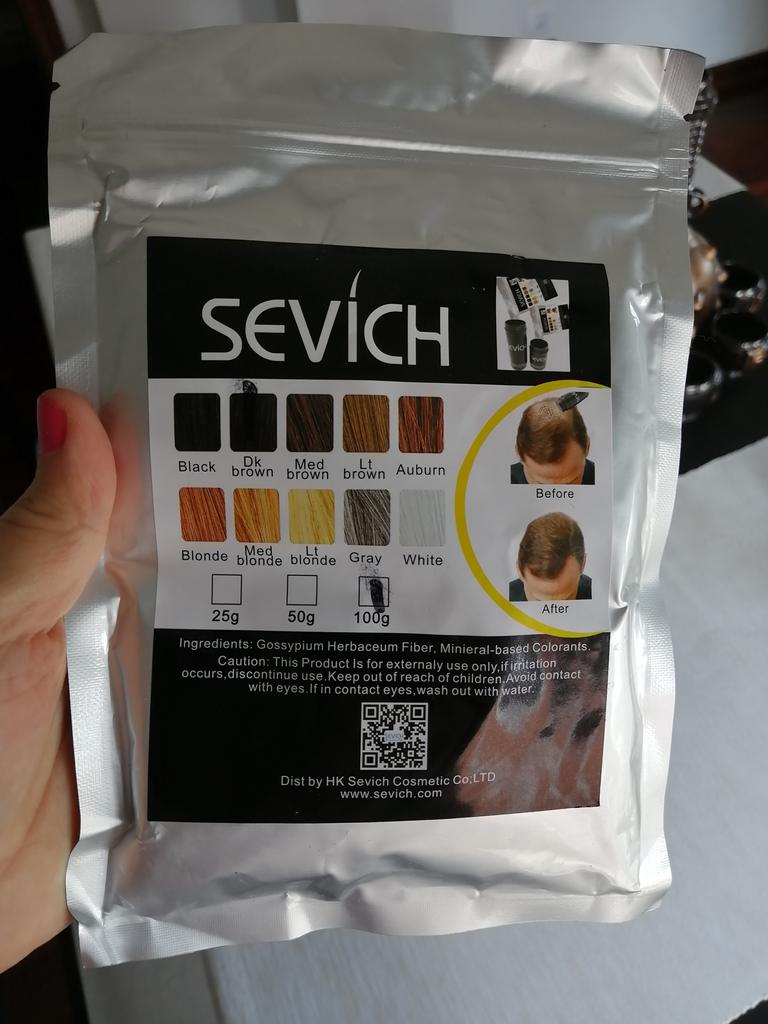 SEVICH
Black
Dk brown
Med brown
Lt brown
Auburn
Blonde
Med blonde
Lt blonde
Gray
White
25g
50g
100g
Before
After
Ingredients: Gossypium Herbaceum Fiber, Minieral-based Colorants.
Caution: This Product Is for externaly use only,if irritation
occurs,discontinue use.Keep out of reach of children.Avoid contact
with eyes.If in contact eyes,wash out with water.
Dist by HK Sevich Cosmetic Co;LTD
www.sevich.com